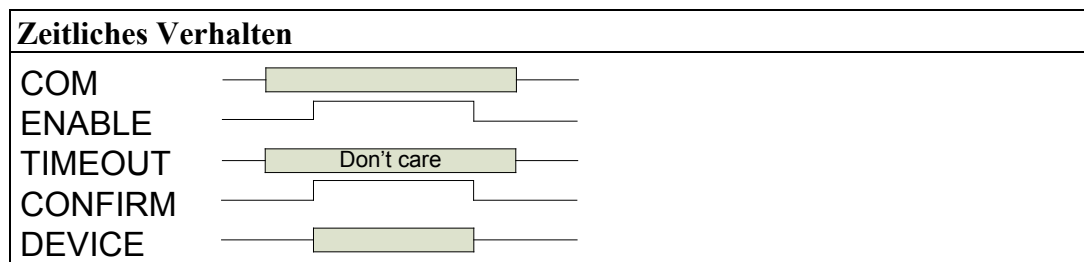 Zeitliches Verhalten
COM
ENABLE
TIMEOUT Don't care
CONFIRM
DEVICE